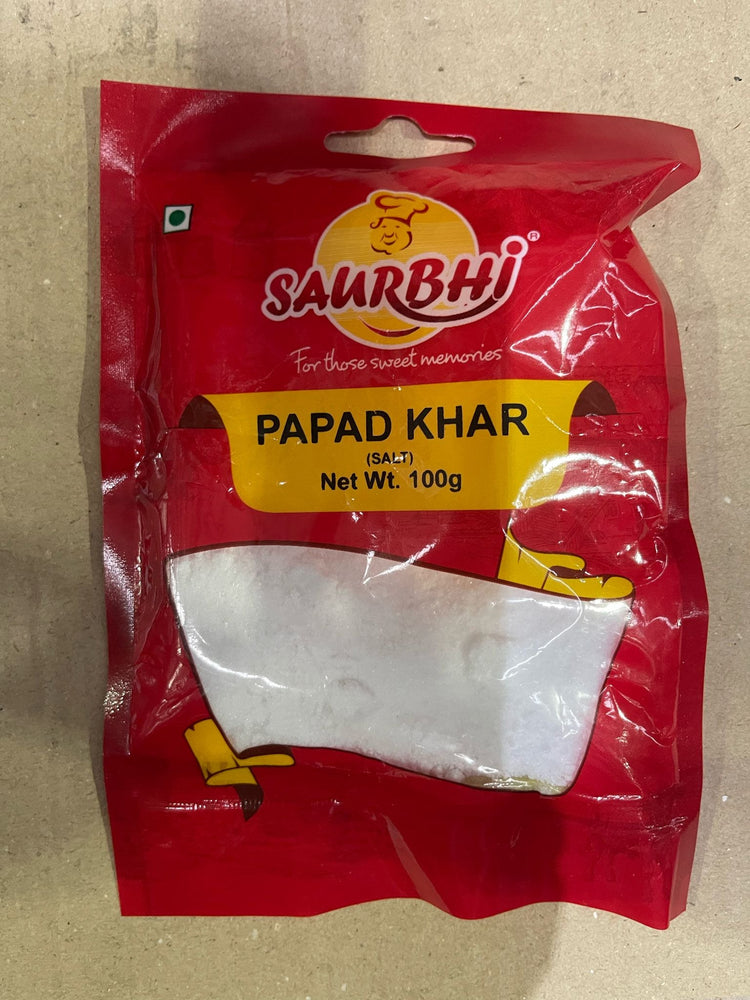 SAURBHi
®
For those sweet memories
PAPAD KHAR
(SALT)
Net Wt. 100g